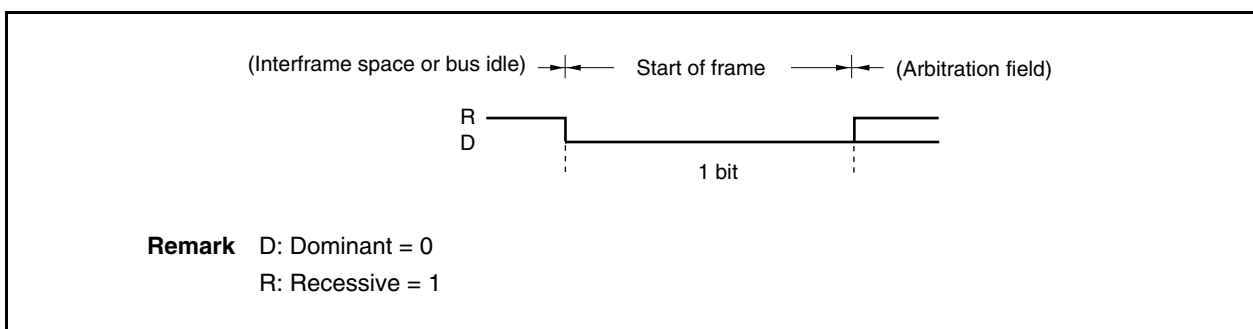 (Interframe space or bus idle) Start of frame (Arbitration field)
R
D
1 bit
Remark D: Dominant = 0
R: Recessive = 1